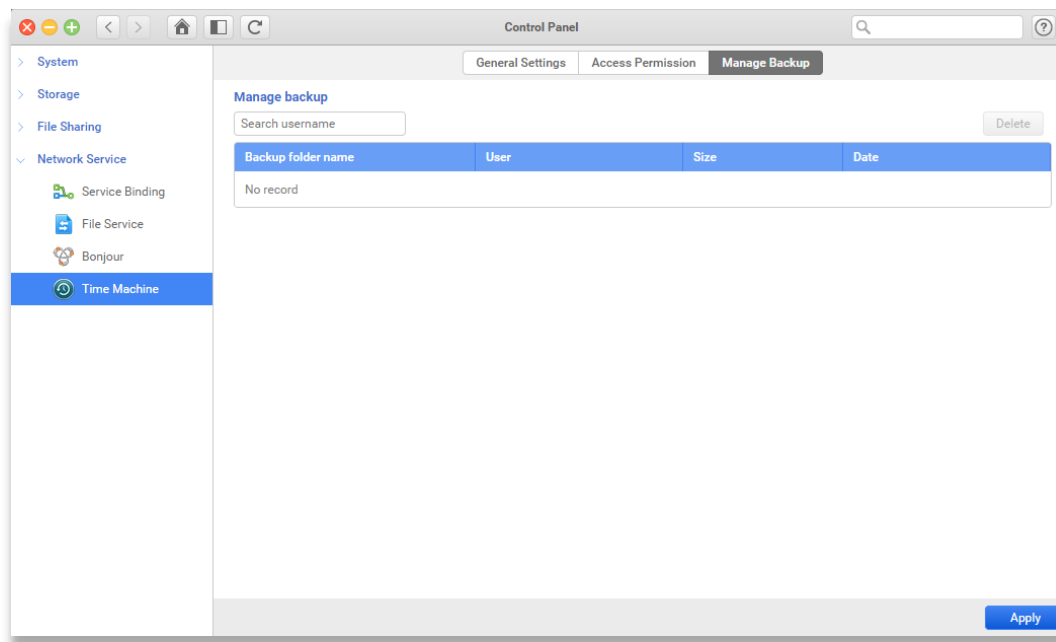 Control Panel
?
System
Storage
File Sharing
Network Service
Service Binding
File Service
Bonjour
Time Machine
General Settings Access Permission Manage Backup
Manage backup
Search username Delete
Backup folder name User Size Date
No record
Apply